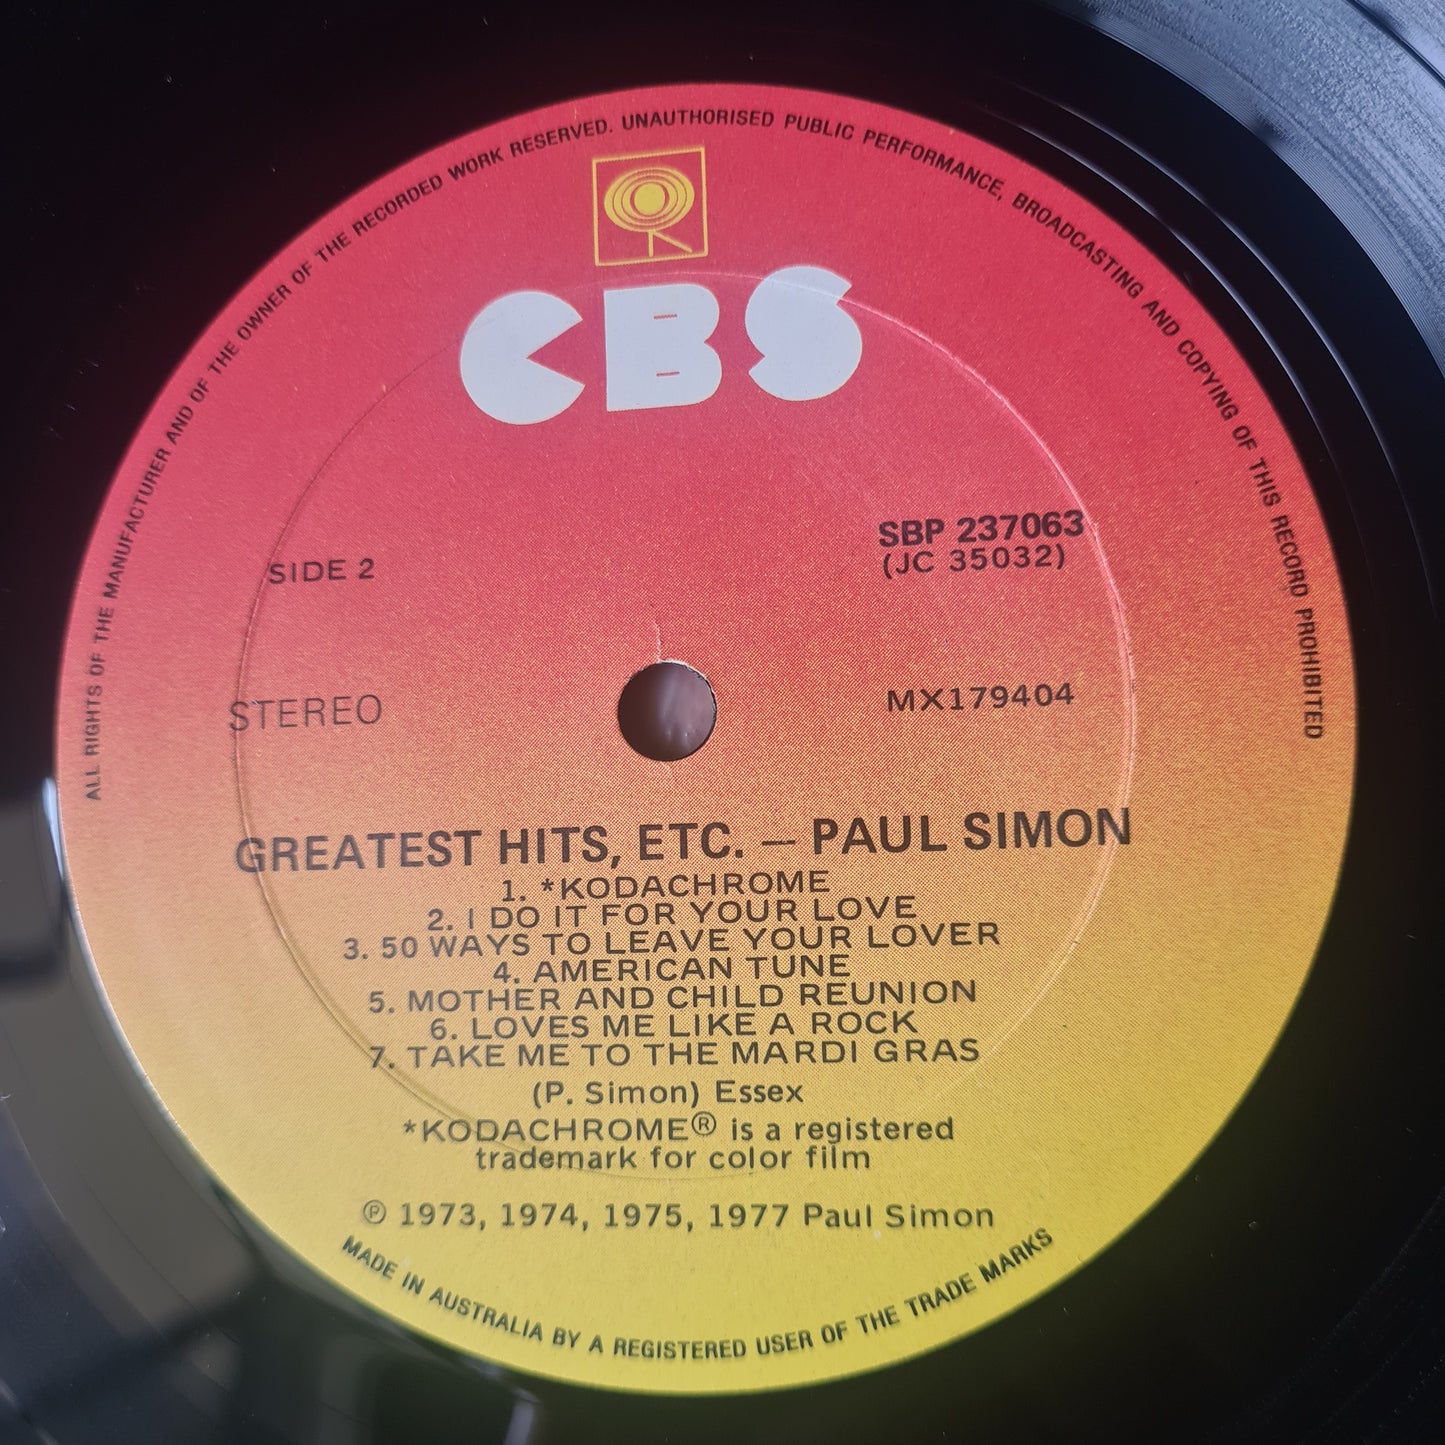 ALL RIGHTS OF THE MANUFACTURER AND OF THE OWNER OF THE RECORDED WORK RESERVED. UNAUTHORISED PUBLIC PERFORMANCE, BROADCASTING AND COPYING OF THIS RECORD PROHIBITED
CBS
SBP 237063
SIDE 2 (JC 35032)
STEREO MX179404
GREATEST HITS, ETC. — PAUL SIMON
1. *KODACHROME
2. I DO IT FOR YOUR LOVE
3. 50 WAYS TO LEAVE YOUR LOVER
4. AMERICAN TUNE
5. MOTHER AND CHILD REUNION
6. LOVES ME LIKE A ROCK
7. TAKE ME TO THE MARDI GRAS
(P. Simon) Essex
*KODACHROME® is a registered
trademark for color film
℗ 1973, 1974, 1975, 1977 Paul Simon
MADE IN AUSTRALIA BY A REGISTERED USER OF THE TRADE MARKS